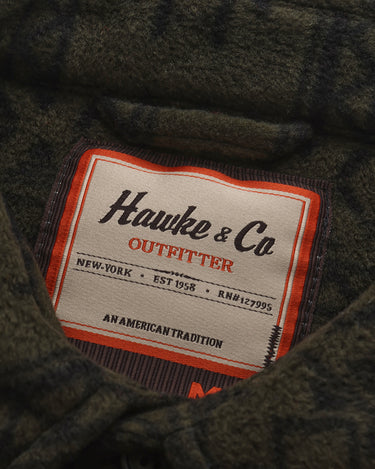 Hawke & Co
OUTFITTER
NEW-YORK • EST 1958 • RN#127995
AN AMERICAN TRADITION
M